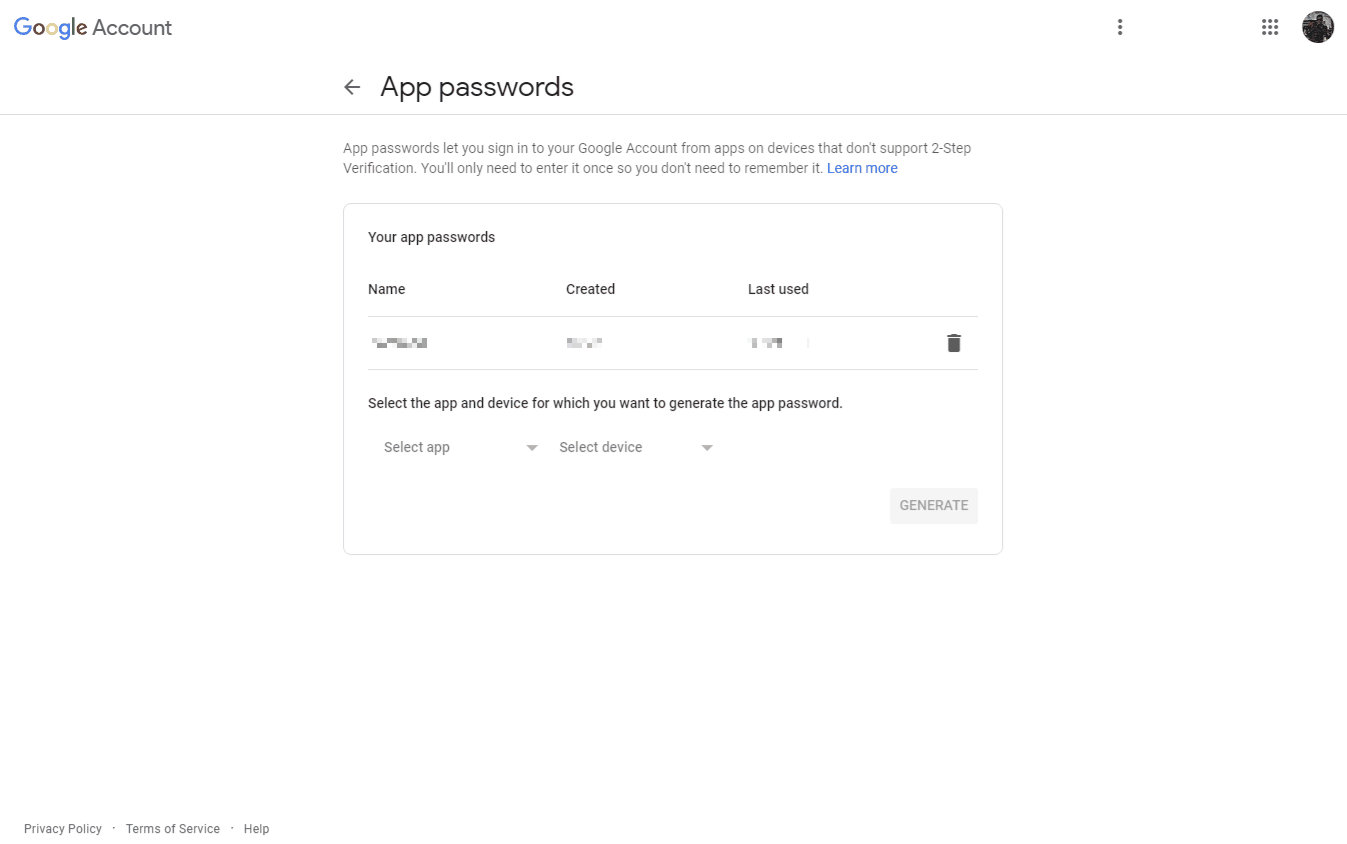 Google Account
App passwords
App passwords let you sign in to your Google Account from apps on devices that don't support 2-Step
Verification. You'll only need to enter it once so you don't need to remember it. Learn more
Your app passwords
Name Created Last used
Select the app and device for which you want to generate the app password.
Select app Select device
GENERATE
Privacy Policy · Terms of Service · Help